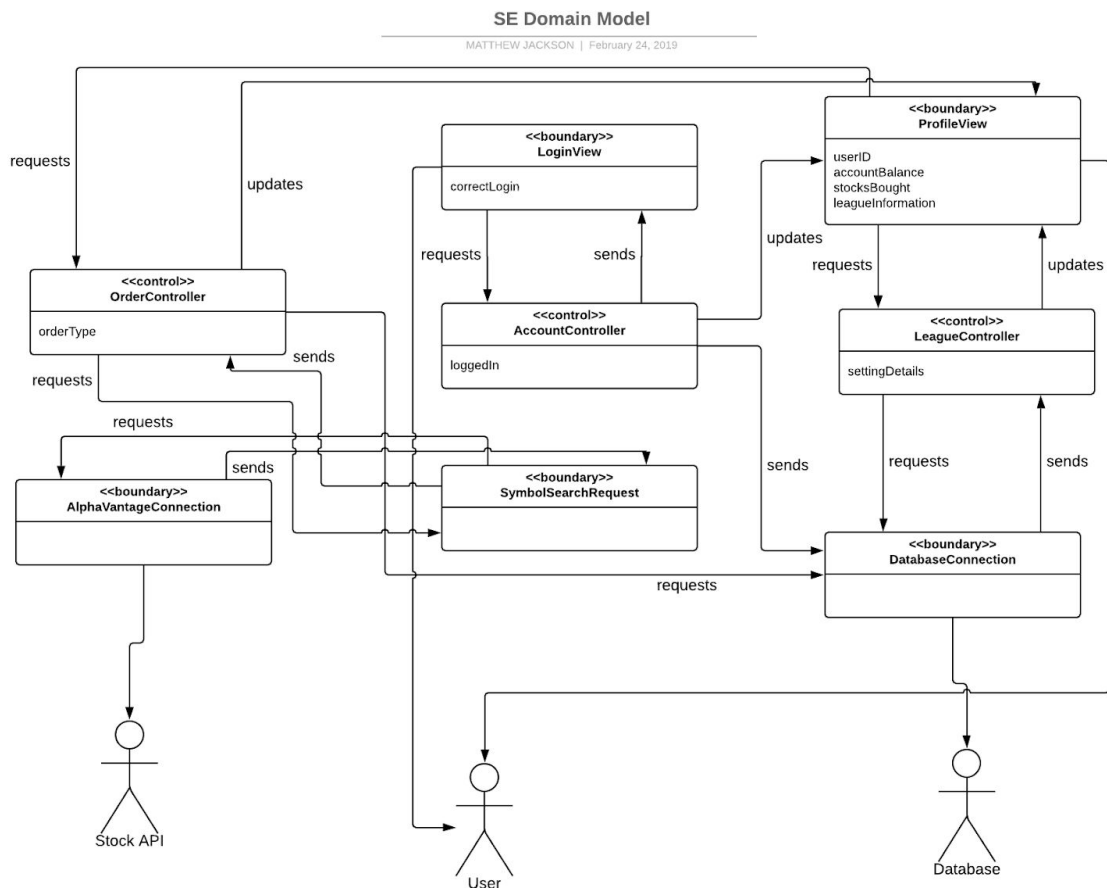 SE Domain Model
MATTHEW JACKSON | February 24, 2019
<<boundary>>
ProfileView
userID
accountBalance
stocksBought
leagueInformation
<<boundary>>
LoginView
correctLogin
requests
updates
requests
sends
updates
requests
updates
<<control>>
OrderController
orderType
<<control>>
AccountController
loggedIn
<<control>>
LeagueController
settingDetails
sends
requests
requests
sends
<<boundary>>
AlphaVantageConnection
<<boundary>>
SymbolSearchRequest
sends
requests
sends
<<boundary>>
DatabaseConnection
requests
Stock API
User
Database